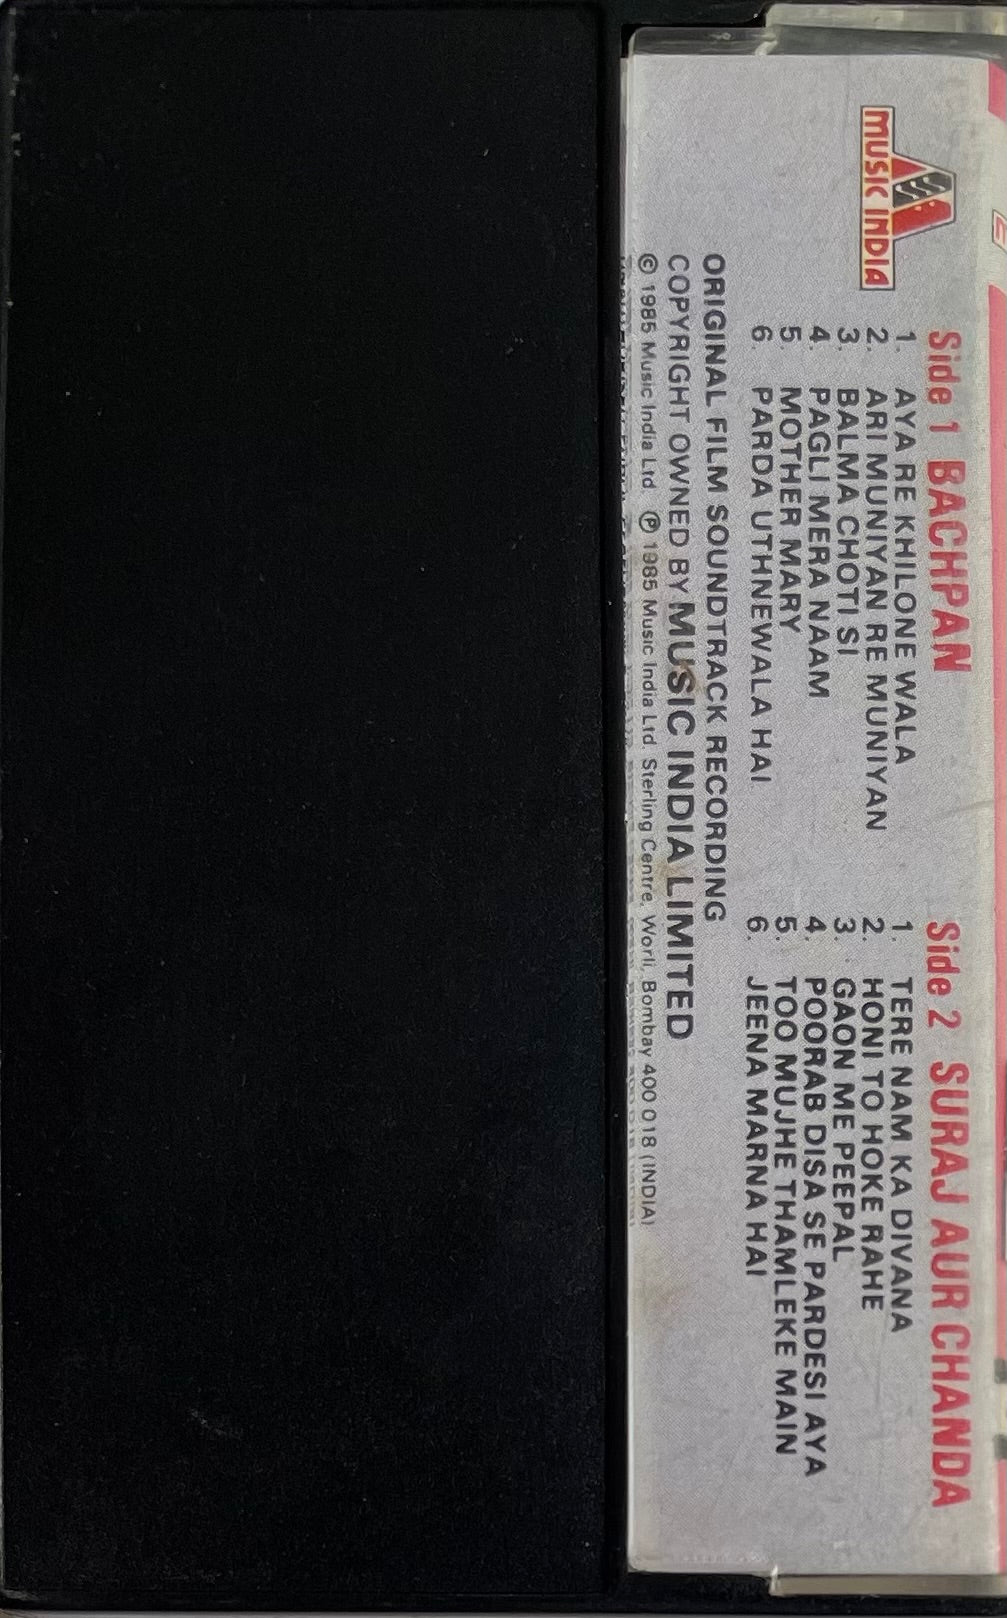 MUSIC INDIA
Side 1 BACHPAN
1. AYA RE KHILONE WALA
2. ARI MUNIYAN RE MUNIYAN
3. BALMA CHOTI SI
4. PAGLI MERA NAAM
5. MOTHER MARY
6. PARDA UTHNEWALA HAI
Side 2 SURAJ AUR CHANDA
1. TERE NAM KA DIVANA
2. HONI TO HOKE RAHE
3. GAON ME PEEPAL
4. POORAB DISA SE PARDESI AYA
5. TOO MUJHE THAMLEKE MAIN
6. JEENA MARNA HAI
ORIGINAL FILM SOUNDTRACK RECORDING
COPYRIGHT OWNED BY MUSIC INDIA LIMITED
© 1985 Music India Ltd. ℗ 1985 Music India Ltd. Sterling Centre, Worli, Bombay 400 018 (INDIA)